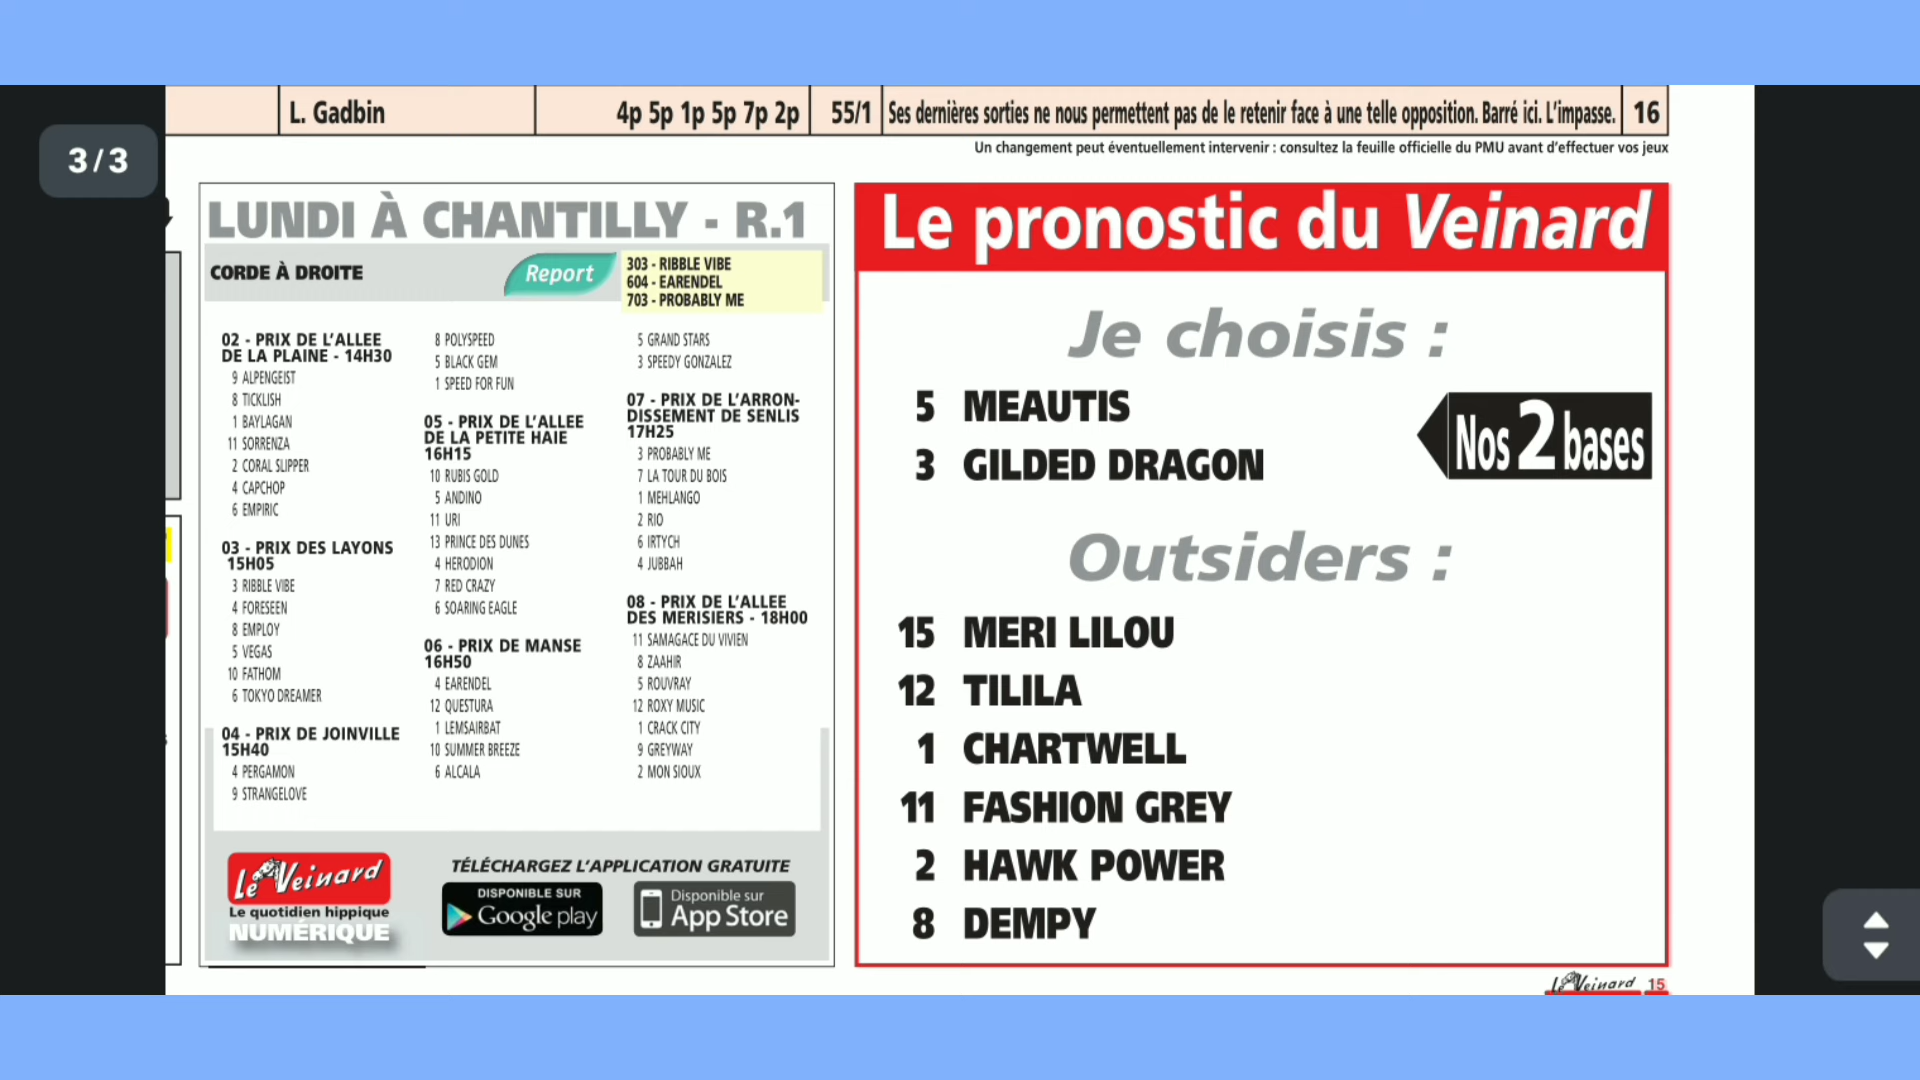 L. Gadbin 4p 5p 1p 5p 7p 2p 55/1 Ses dernières sorties ne nous permettent pas de le retenir face à une telle opposition. Barré ici. L'impasse. 16
Un changement peut éventuellement intervenir : consultez la feuille officielle du PMU avant d'effectuer vos jeux
3/3
LUNDI À CHANTILLY - R.1
CORDE À DROITE
Report
303 - RIBBLE VIBE
604 - EARENDEL
703 - PROBABLY ME
02 - PRIX DE L'ALLEE
DE LA PLAINE - 14H30
9 ALPENGEIST
8 TICKLISH
1 BAYLAGAN
11 SORRENZA
2 CORAL SLIPPER
4 CAPCHOP
6 EMPIRIC
03 - PRIX DES LAYONS
15H05
3 RIBBLE VIBE
4 FORESEEN
8 EMPLOY
5 VEGAS
10 FATHOM
6 TOKYO DREAMER
04 - PRIX DE JOINVILLE
15H40
4 PERGAMON
9 STRANGELOVE
8 POLYSPEED
5 BLACK GEM
1 SPEED FOR FUN
05 - PRIX DE L'ALLEE
DE LA PETITE HAIE
16H15
10 RUBIS GOLD
5 ANDINO
11 URI
13 PRINCE DES DUNES
4 HERODION
7 RED CRAZY
6 SOARING EAGLE
06 - PRIX DE MANSE
16H50
4 EARENDEL
12 QUESTURA
1 LEMSAIRBAT
10 SUMMER BREEZE
6 ALCALA
5 GRAND STARS
3 SPEEDY GONZALEZ
07 - PRIX DE L'ARRON-
DISSEMENT DE SENLIS
17H25
3 PROBABLY ME
7 LA TOUR DU BOIS
1 MEHLANGO
2 RIO
6 IRTYCH
4 JUBBAH
08 - PRIX DE L'ALLEE
DES MERISIERS - 18H00
11 SAMAGACE DU VIVIEN
8 ZAAHIR
5 ROUVRAY
12 ROXY MUSIC
1 CRACK CITY
9 GREYWAY
2 MON SIOUX
Le Veinard
Le quotidien hippique
NUMÉRIQUE
TÉLÉCHARGEZ L'APPLICATION GRATUITE
DISPONIBLE SUR
Google play
Disponible sur
App Store
Le pronostic du Veinard
Je choisis :
5 MEAUTIS
3 GILDED DRAGON
Nos 2 bases
Outsiders :
15 MERI LILOU
12 TILILA
1 CHARTWELL
11 FASHION GREY
2 HAWK POWER
8 DEMPY
Le Veinard 15